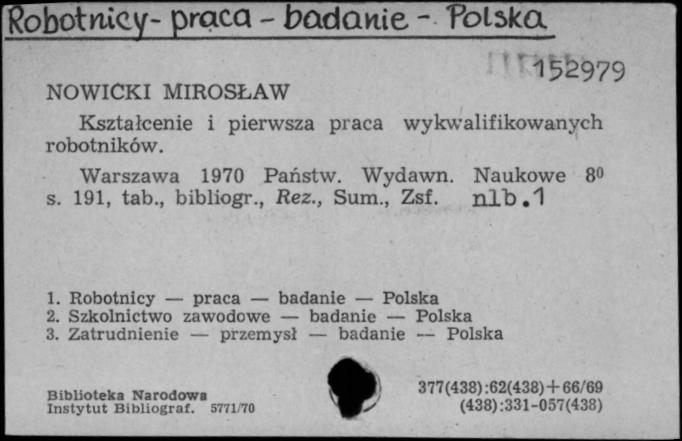 Robotnicy - praca - badanie - Polska
152979
NOWICKI MIROSŁAW
Kształcenie i pierwsza praca wykwalifikowanych
robotników.
Warszawa 1970 Państw. Wydawn. Naukowe 8⁰
s. 191, tab., bibliogr., Rez., Sum., Zsf. nlb.1
1. Robotnicy — praca — badanie — Polska
2. Szkolnictwo zawodowe — badanie — Polska
3. Zatrudnienie — przemysł — badanie — Polska
Biblioteka Narodowa
Instytut Bibliograf. 5771/70
377(438):62(438)+66/69
(438):331-057(438)